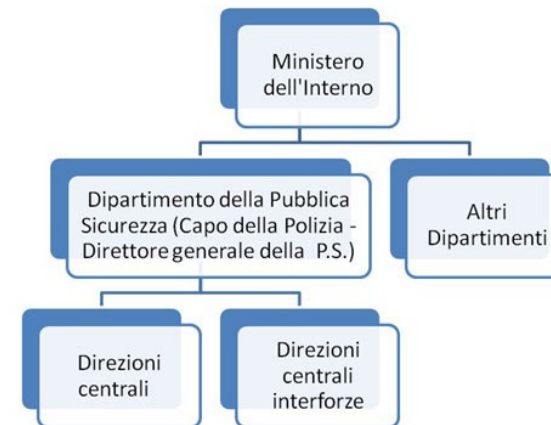 Ministero
dell'Interno
Dipartimento della Pubblica
Sicurezza (Capo della Polizia -
Direttore generale della P.S.)
Altri
Dipartimenti
Direzioni
centrali
Direzioni
centrali
interforze